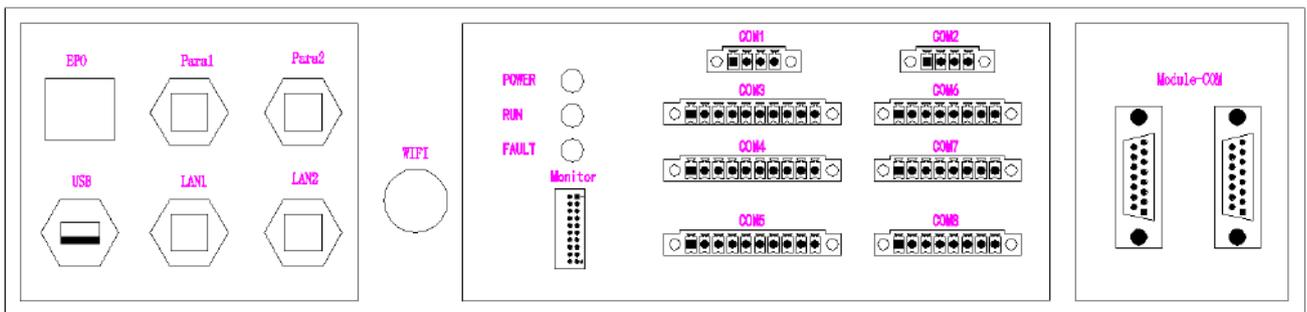 EPO
Para1
Para2
USB
LAN1
LAN2
WIFI
POWER
RUN
FAULT
Monitor
COM1
COM2
COM3
COM6
COM4
COM7
COM5
COM8
Module-COM